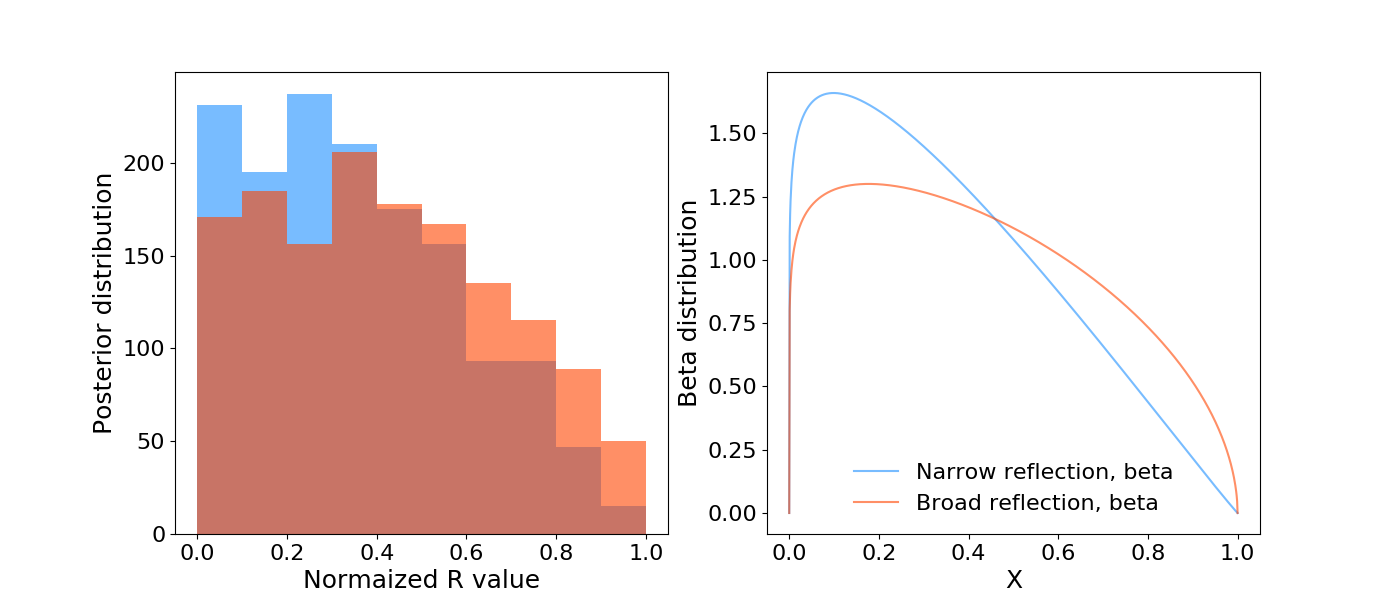 Posterior distribution
200
150
100
50
0
0.0 0.2 0.4 0.6 0.8 1.0
Normaized R value
Beta distribution
1.50
1.25
1.00
0.75
0.50
0.25
0.00
Narrow reflection, beta
Broad reflection, beta
0.0 0.2 0.4 0.6 0.8 1.0
X